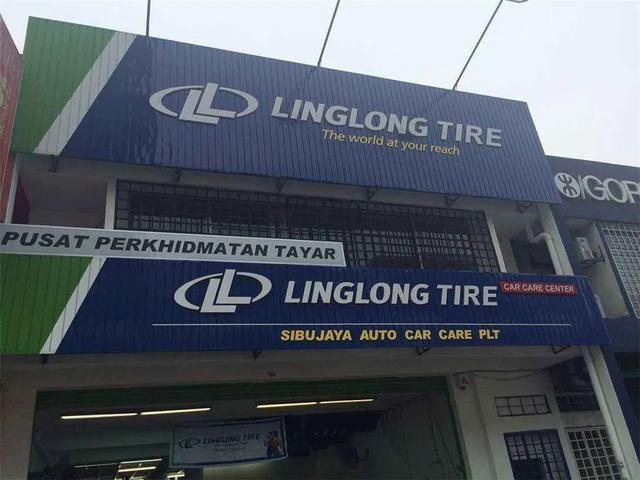 LINGLONG TIRE
The world at your reach
GOP
PUSAT PERKHIDMATAN TAYAR
LINGLONG TIRE CAR CARE CENTER
SIBUJAYA AUTO CAR CARE PLT
LINGLONG TIRE